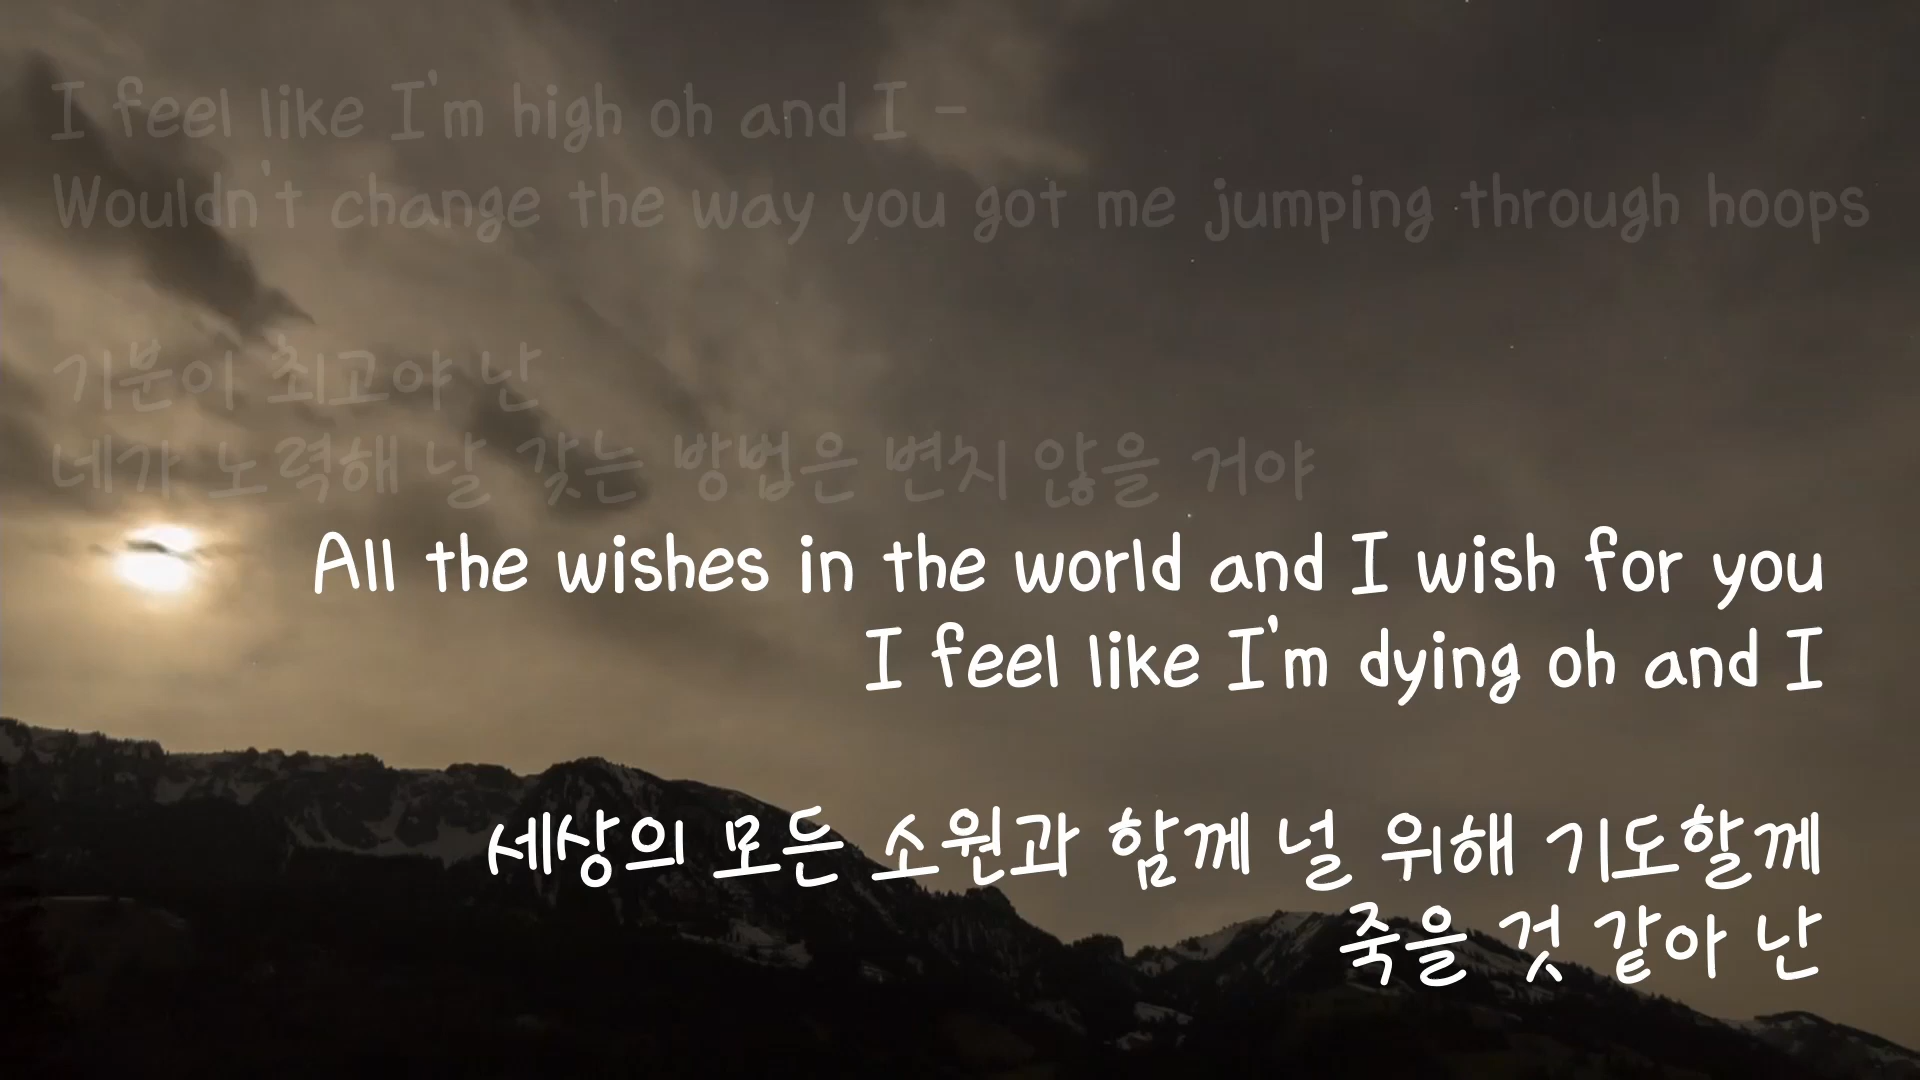 I feel like I'm high oh and I -
Wouldn't change the way you got me jumping through hoops
기분이 최고야 난
네가 노력해 날 갖는 방법은 변치 않을 거야
All the wishes in the world and I wish for you
I feel like I'm dying oh and I
세상의 모든 소원과 함께 널 위해 기도할께
죽을 것 같아 난